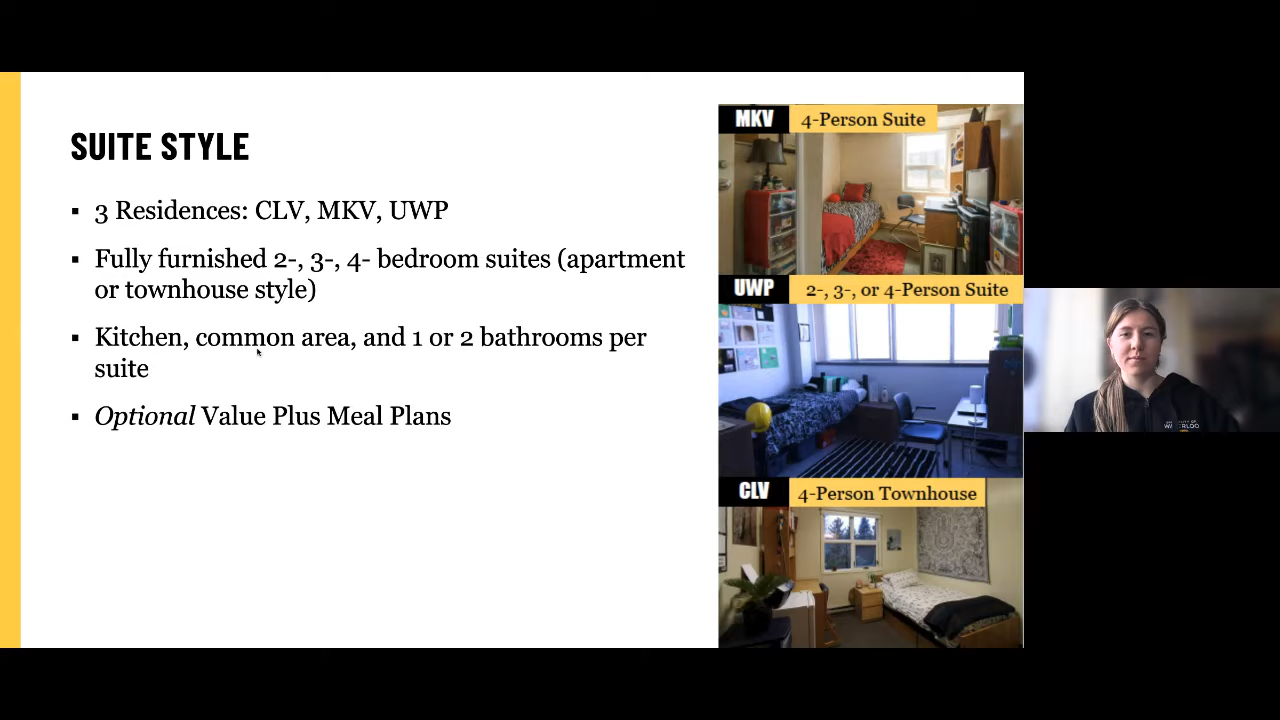 SUITE STYLE
▪ 3 Residences: CLV, MKV, UWP
▪ Fully furnished 2-, 3-, 4- bedroom suites (apartment
or townhouse style)
▪ Kitchen, common area, and 1 or 2 bathrooms per
suite
▪ Optional Value Plus Meal Plans
MKV 4-Person Suite
UWP 2-, 3-, or 4-Person Suite
CLV 4-Person Townhouse